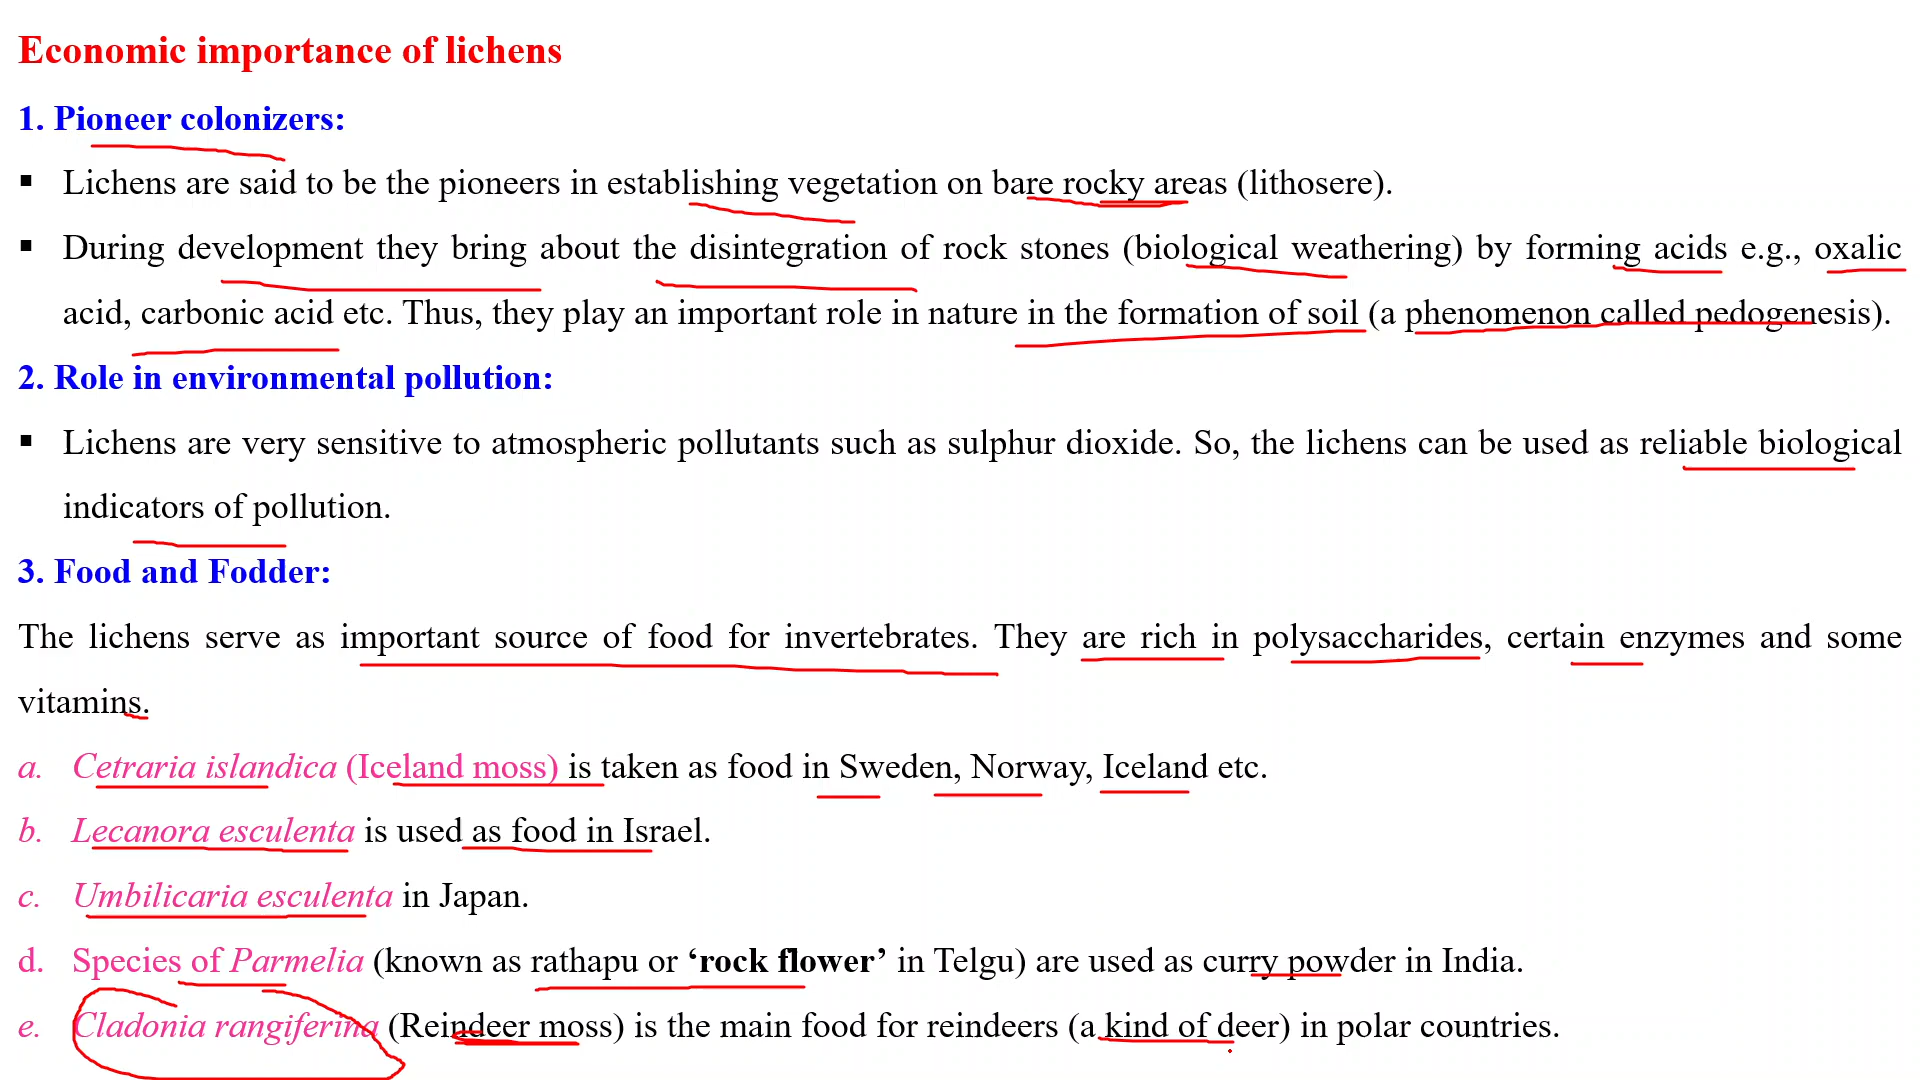 Economic importance of lichens
1. Pioneer colonizers:
▪ Lichens are said to be the pioneers in establishing vegetation on bare rocky areas (lithosere).
▪ During development they bring about the disintegration of rock stones (biological weathering) by forming acids e.g., oxalic
acid, carbonic acid etc. Thus, they play an important role in nature in the formation of soil (a phenomenon called pedogenesis).
2. Role in environmental pollution:
▪ Lichens are very sensitive to atmospheric pollutants such as sulphur dioxide. So, the lichens can be used as reliable biological
indicators of pollution.
3. Food and Fodder:
The lichens serve as important source of food for invertebrates. They are rich in polysaccharides, certain enzymes and some
vitamins.
a. Cetraria islandica (Iceland moss) is taken as food in Sweden, Norway, Iceland etc.
b. Lecanora esculenta is used as food in Israel.
c. Umbilicaria esculenta in Japan.
d. Species of Parmelia (known as rathapu or ‘rock flower’ in Telgu) are used as curry powder in India.
e. Cladonia rangiferina (Reindeer moss) is the main food for reindeers (a kind of deer) in polar countries.